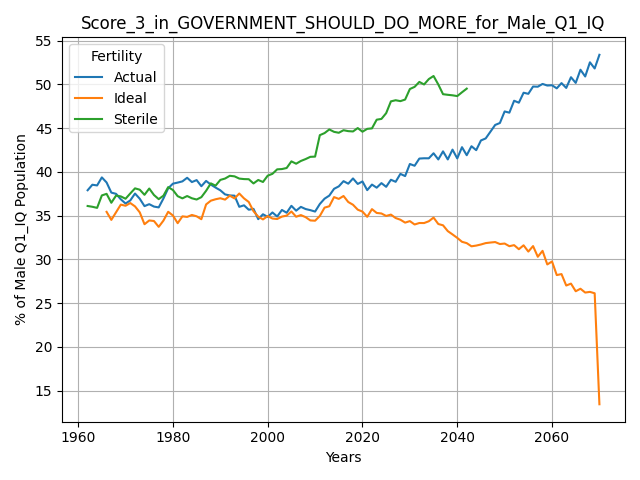 Score_3_in_GOVERNMENT_SHOULD_DO_MORE_for_Male_Q1_IQ
Fertility
Actual
Ideal
Sterile
% of Male Q1_IQ Population
55
50
45
40
35
30
25
20
15
1960
1980
2000
2020
2040
2060
Years